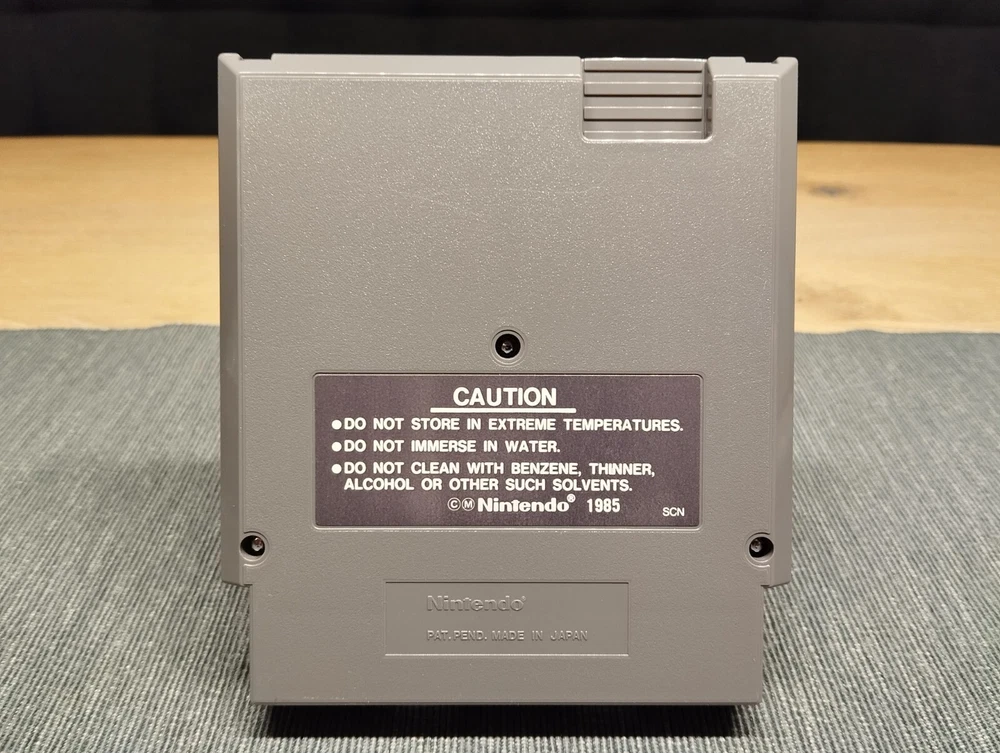 CAUTION
●DO NOT STORE IN EXTREME TEMPERATURES.
●DO NOT IMMERSE IN WATER.
●DO NOT CLEAN WITH BENZENE, THINNER,
ALCOHOL OR OTHER SUCH SOLVENTS.
ⒸⓂ Nintendo® 1985 SCN
Nintendo®
PAT. PEND. MADE IN JAPAN